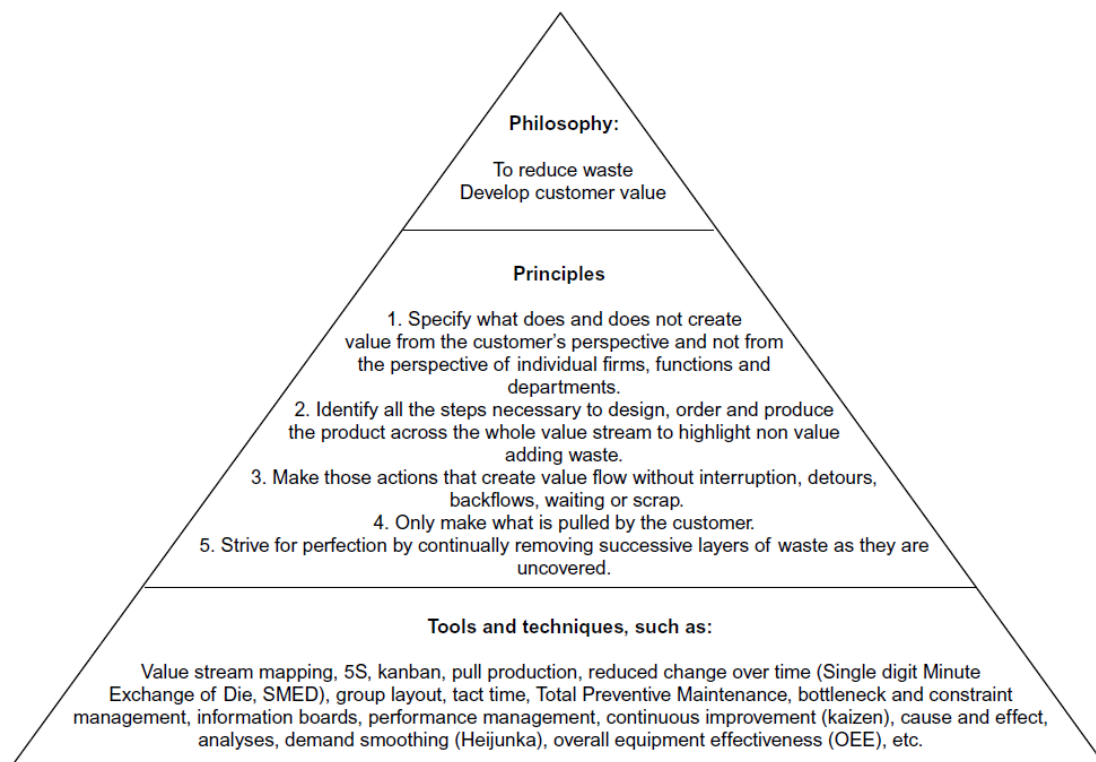 Philosophy:
To reduce waste
Develop customer value
Principles
1. Specify what does and does not create
value from the customer's perspective and not from
the perspective of individual firms, functions and
departments.
2. Identify all the steps necessary to design, order and produce
the product across the whole value stream to highlight non value
adding waste.
3. Make those actions that create value flow without interruption, detours,
backflows, waiting or scrap.
4. Only make what is pulled by the customer.
5. Strive for perfection by continually removing successive layers of waste as they are
uncovered.
Tools and techniques, such as:
Value stream mapping, 5S, kanban, pull production, reduced change over time (Single digit Minute
Exchange of Die, SMED), group layout, tact time, Total Preventive Maintenance, bottleneck and constraint
management, information boards, performance management, continuous improvement (kaizen), cause and effect,
analyses, demand smoothing (Heijunka), overall equipment effectiveness (OEE), etc.